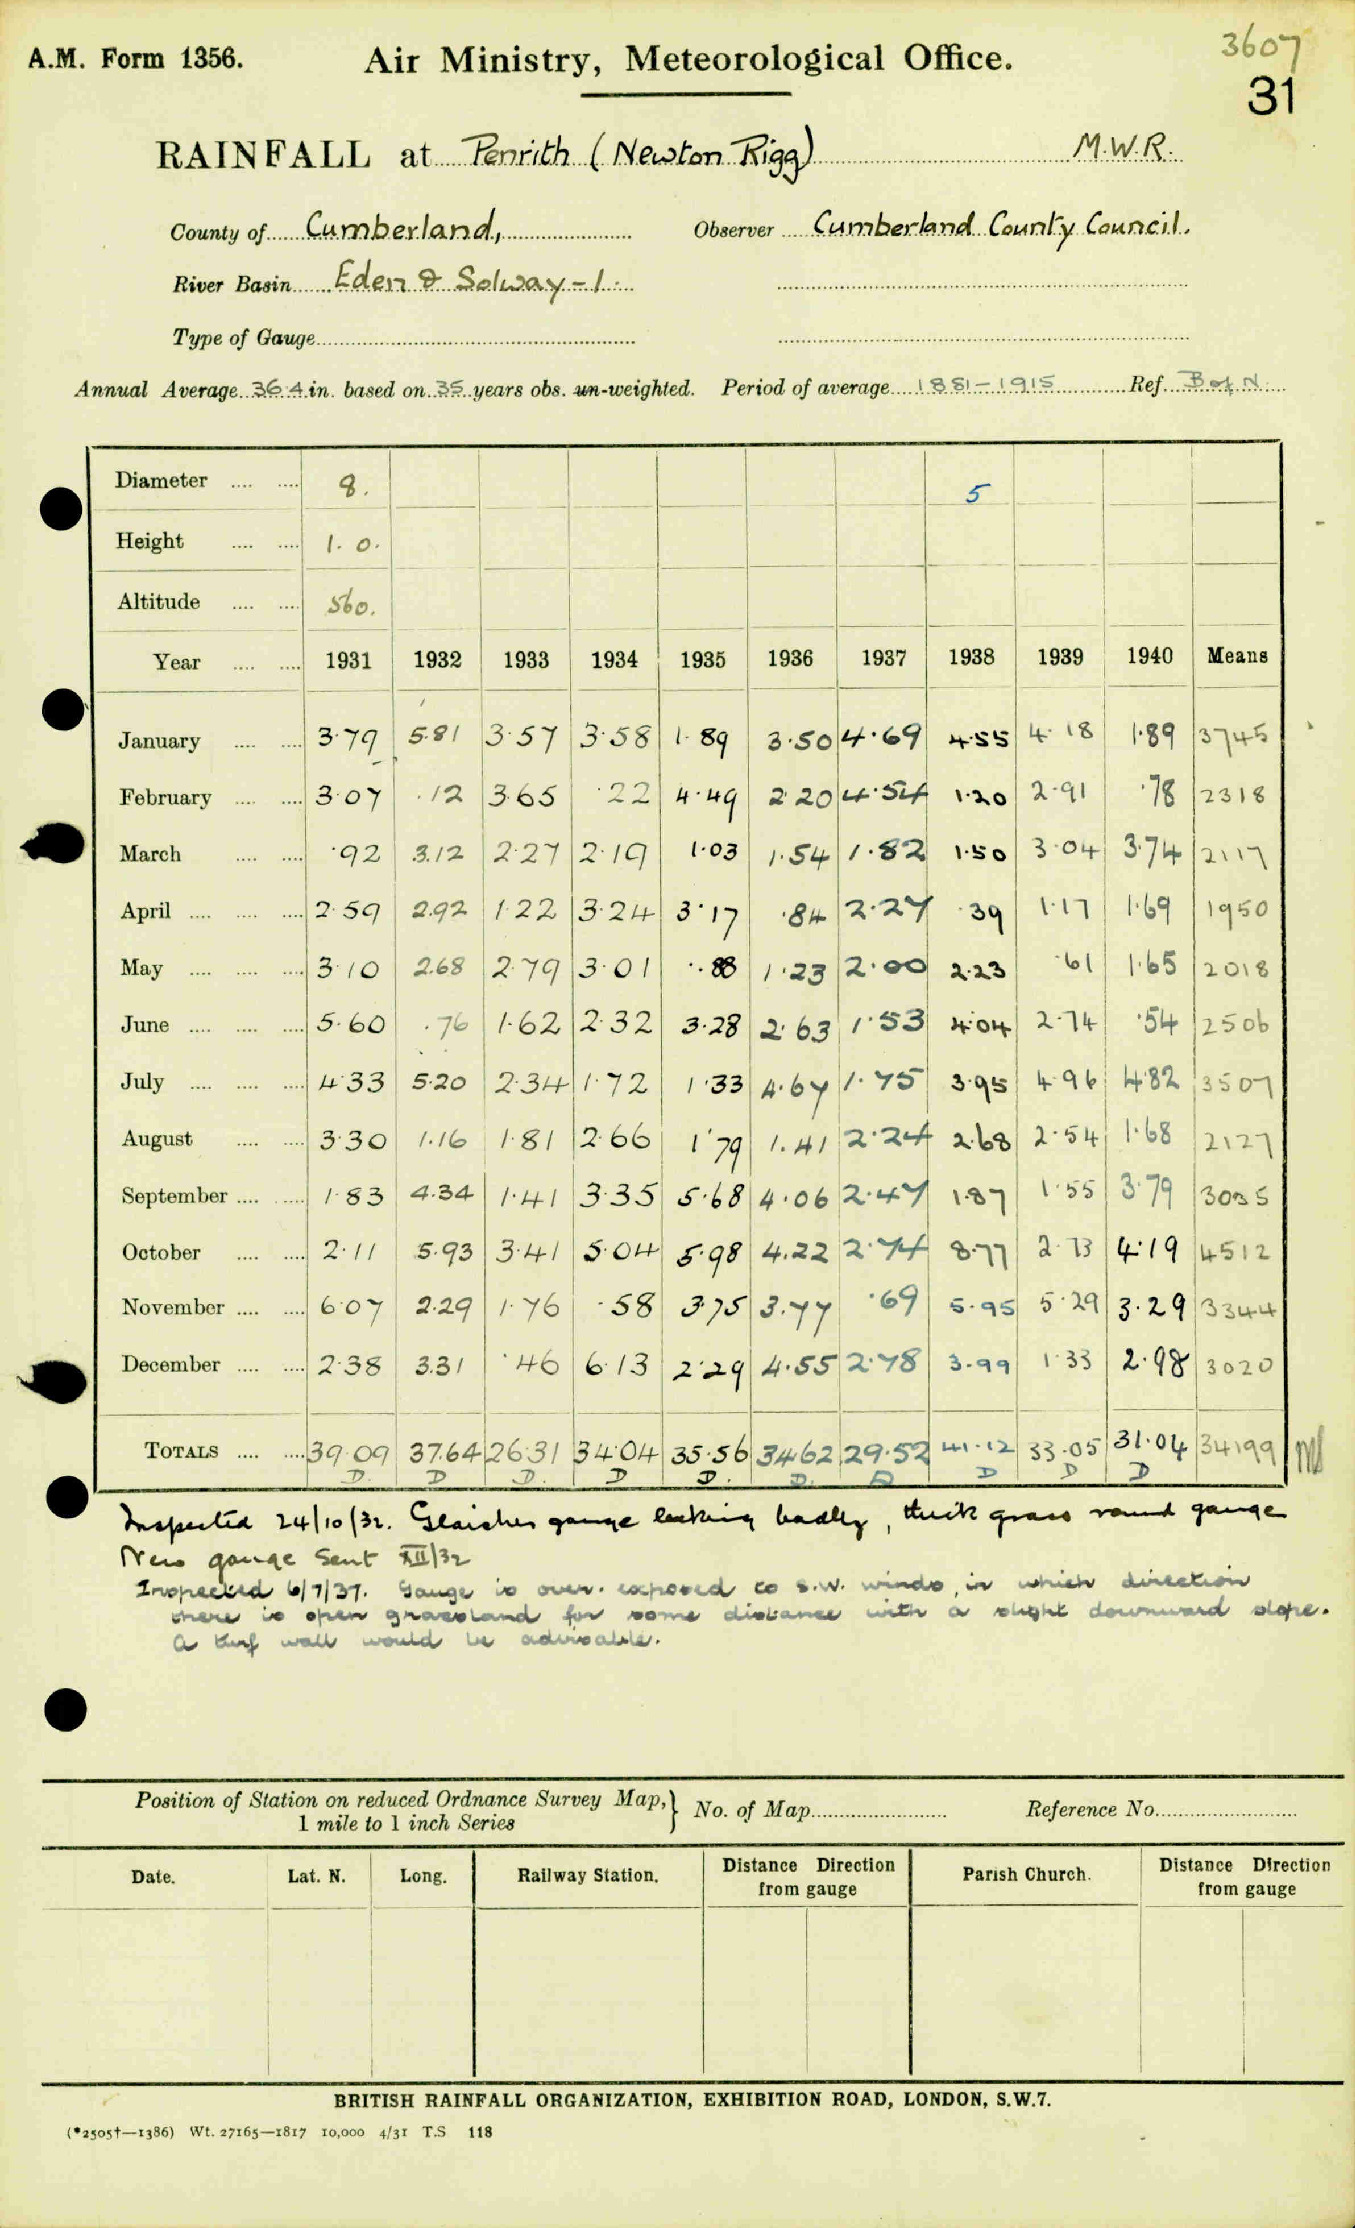 3607
A.M. Form 1356. Air Ministry, Meteorological Office.
31
RAINFALL at Penrith (Newton Rigg) M.W.R.
County of Cumberland, Observer Cumberland County Council.
River Basin Eden & Solway - 1.
Type of Gauge
Annual Average 36.4 in. based on 35 years obs. un-weighted. Period of average 1881-1915 Ref. B of N.
Diameter 8. 5
Height 1. 0.
Altitude 560.
Year 1931 1932 1933 1934 1935 1936 1937 1938 1939 1940 Means
January 3.79 5.81 3.57 3.58 1.89 3.50 4.69 4.55 4.18 1.89 3745
February 3.07 .12 3.65 .22 4.49 2.20 4.54 1.20 2.91 .78 2318
March .92 3.12 2.27 2.19 1.03 1.54 1.82 1.50 3.04 3.74 2117
April 2.59 2.92 1.22 3.24 3.17 .84 2.27 .39 1.17 1.69 1950
May 3.10 2.68 2.79 3.01 .88 1.23 2.00 2.23 .61 1.65 2018
June 5.60 .76 1.62 2.32 3.28 2.63 1.53 4.04 2.74 .54 2506
July 4.33 5.20 2.34 1.72 1.33 4.67 1.75 3.95 4.96 4.82 3507
August 3.30 1.16 1.81 2.66 1.79 1.41 2.24 2.68 2.54 1.68 2127
September 1.83 4.34 1.41 3.35 5.68 4.06 2.47 1.87 1.55 3.79 3035
October 2.11 5.93 3.41 5.04 5.98 4.22 2.74 8.77 2.73 4.19 4512
November 6.07 2.29 1.76 .58 3.75 3.77 .69 5.95 5.29 3.29 3344
December 2.38 3.31 .46 6.13 2.29 4.55 2.78 3.99 1.33 2.98 3020
TOTALS 39.09 37.64 26.31 34.04 35.56 34.62 29.52 41.12 33.05 31.04 34199
D. D D. D D. D. D D D D
Inspected 24/10/32. Glaisher gauge leaking badly, thick grass round gauge
New gauge sent XII/32
Inspected 6/7/37. Gauge is over-exposed to S.W. winds, in which direction
there is open grassland for some distance with a slight downward slope.
A turf wall would be advisable.
Position of Station on reduced Ordnance Survey Map, } No. of Map Reference No.
1 mile to 1 inch Series
Date. Lat. N. Long. Railway Station. Distance Direction from gauge Parish Church. Distance Direction from gauge
BRITISH RAINFALL ORGANIZATION, EXHIBITION ROAD, LONDON, S.W.7.
(*2505†—1386) Wt. 27165—1817 10,000 4/31 T.S 118